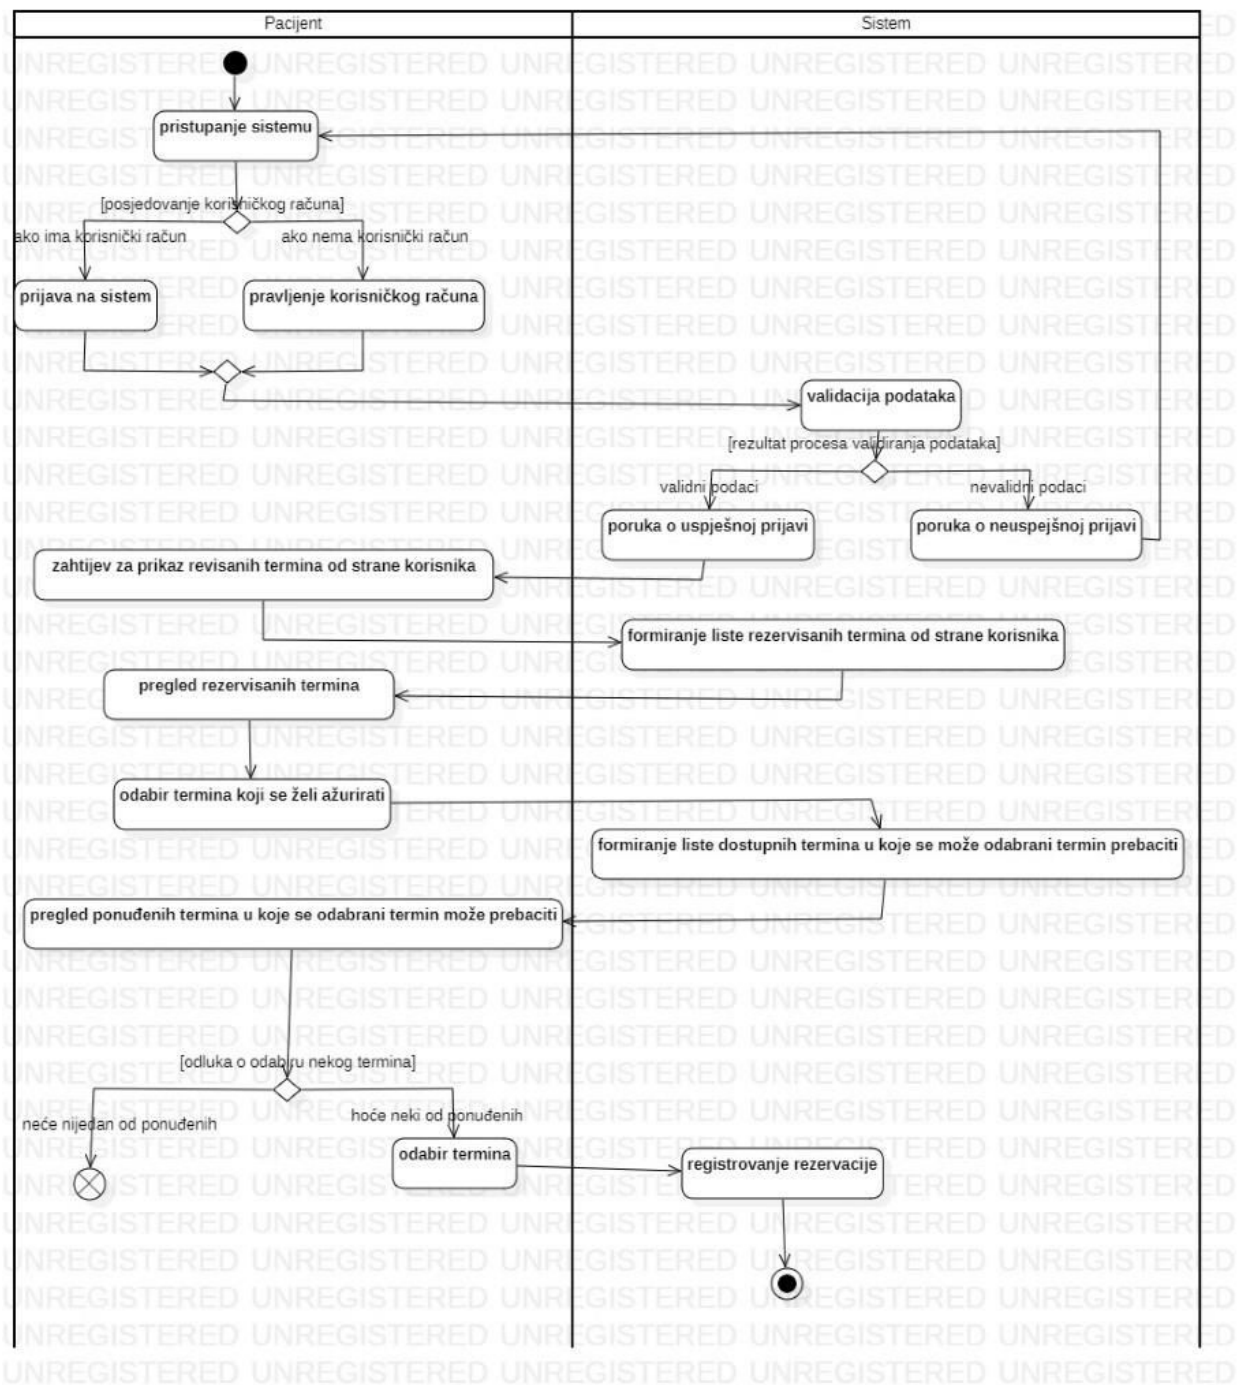 Pacijent
Sistem
pristupanje sistemu
[posjedovanje korisničkog računa]
ako ima korisnički račun
ako nema korisnički račun
prijava na sistem
pravljenje korisničkog računa
validacija podataka
[rezultat procesa validiranja podataka]
validni podaci
nevalidni podaci
poruka o uspješnoj prijavi
poruka o neuspejšnoj prijavi
zahtijev za prikaz revisanih termina od strane korisnika
formiranje liste rezervisanih termina od strane korisnika
pregled rezervisanih termina
odabir termina koji se želi ažurirati
formiranje liste dostupnih termina u koje se može odabrani termin prebaciti
pregled ponuđenih termina u koje se odabrani termin može prebaciti
[odluka o odabiru nekog termina]
neće nijedan od ponuđenih
hoće neki od ponuđenih
odabir termina
registrovanje rezervacije
UNREGISTERED